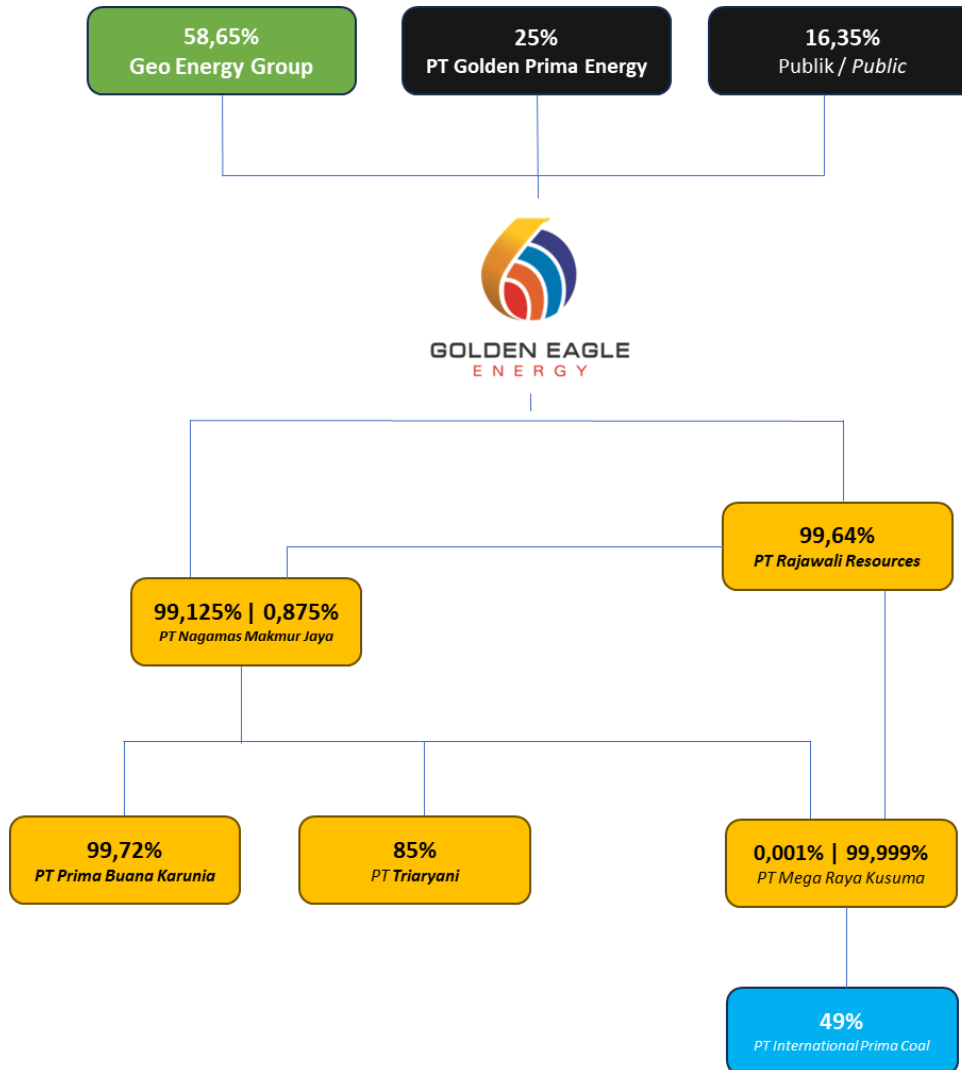 58,65%
Geo Energy Group
25%
PT Golden Prima Energy
16,35%
Publik / Public
GOLDEN EAGLE
ENERGY
99,64%
PT Rajawali Resources
99,125% | 0,875%
PT Nagamas Makmur Jaya
99,72%
PT Prima Buana Karunia
85%
PT Triaryani
0,001% | 99,999%
PT Mega Raya Kusuma
49%
PT International Prima Coal